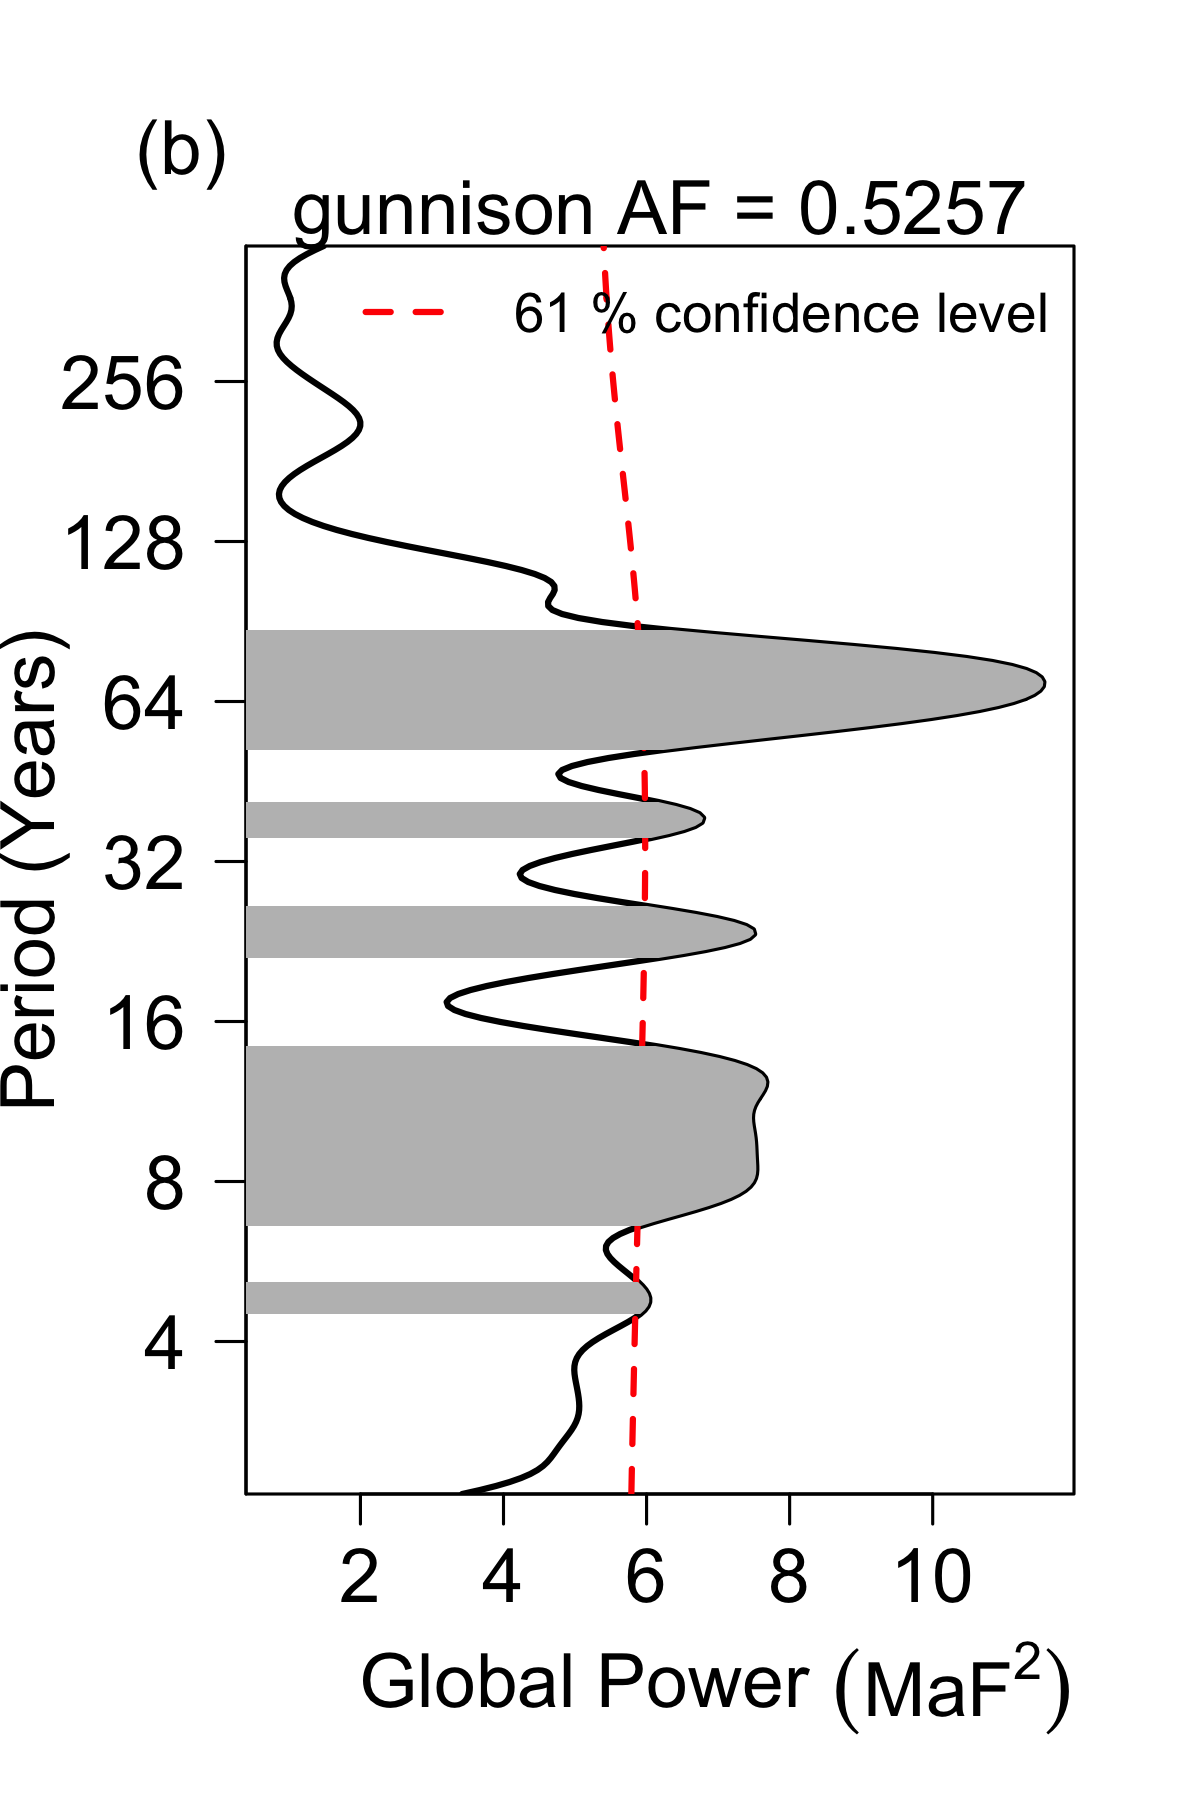 (b)
gunnison AF = 0.5257
61 % confidence level
256
128
64
32
16
8
4
Period (Years)
2 4 6 8 10
Global Power (MaF²)